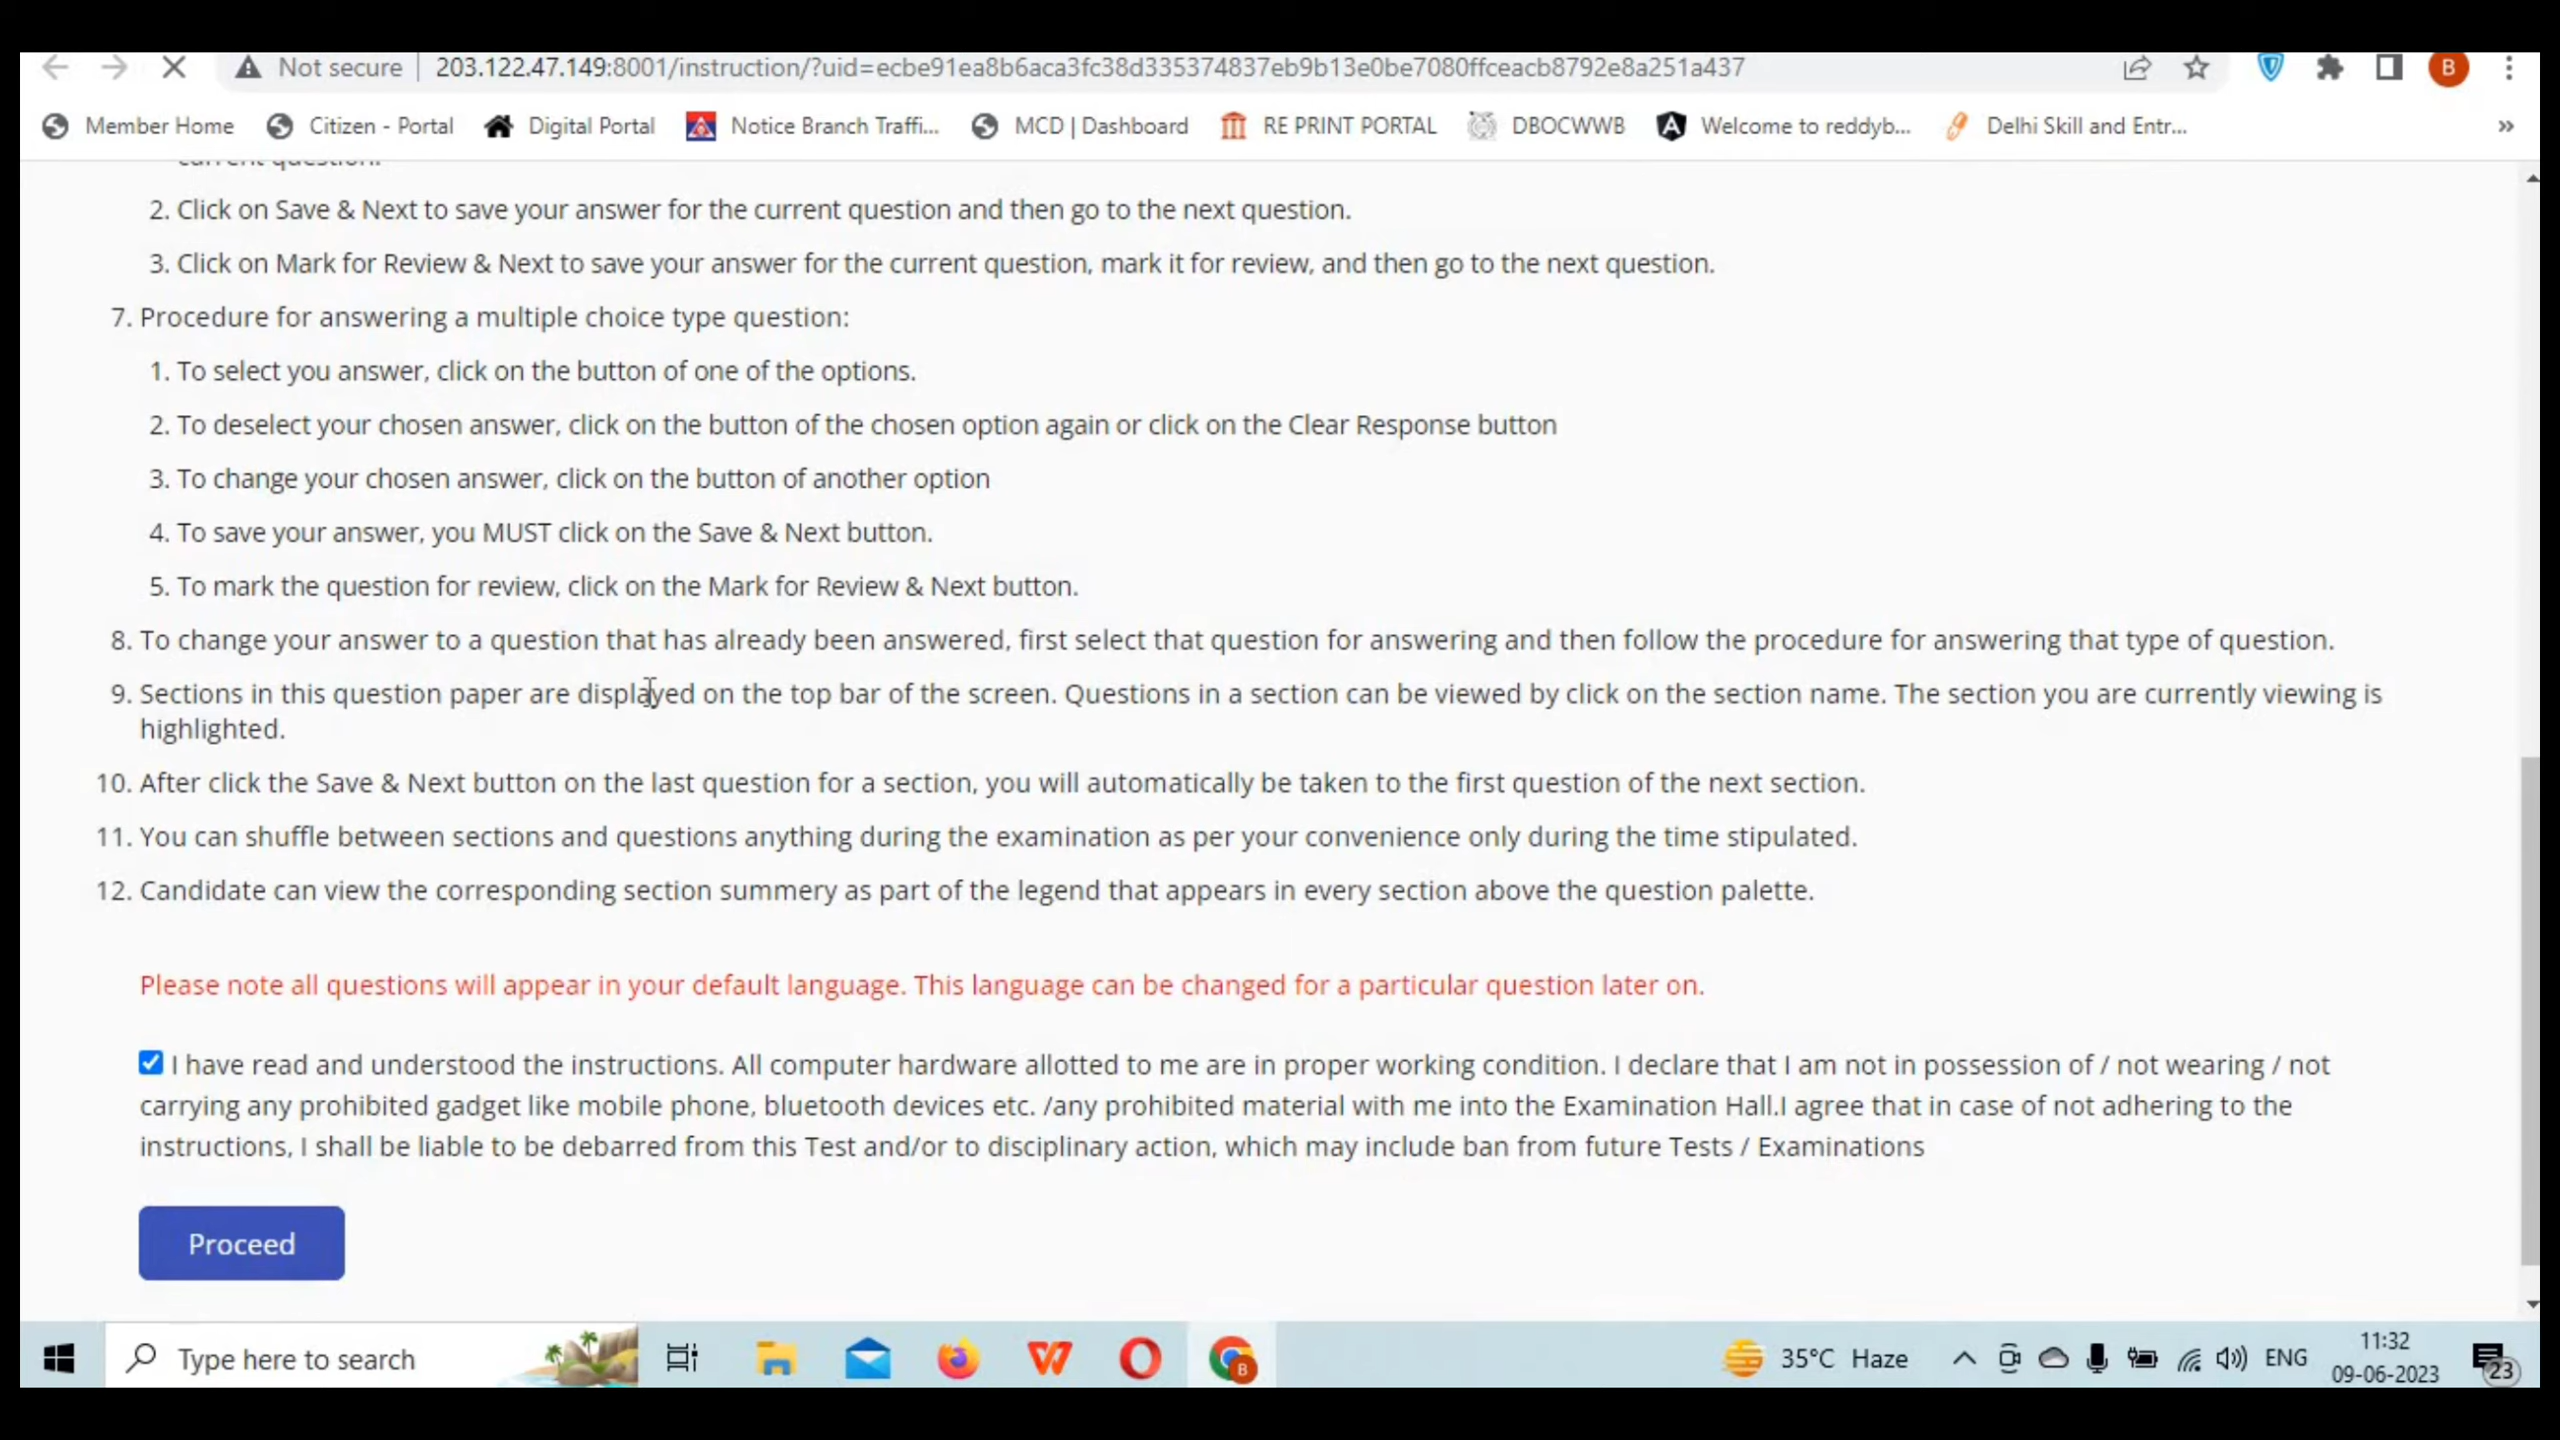 Not secure | 203.122.47.149:8001/instruction/?uid=ecbe91ea8b6aca3fc38d335374837eb9b13e0be7080ffceacb8792e8a251a437
B
Member Home Citizen - Portal Digital Portal Notice Branch Traffi... MCD | Dashboard RE PRINT PORTAL DBOCWWB Welcome to reddyb... Delhi Skill and Entr... »
current question.
2. Click on Save & Next to save your answer for the current question and then go to the next question.
3. Click on Mark for Review & Next to save your answer for the current question, mark it for review, and then go to the next question.
7. Procedure for answering a multiple choice type question:
1. To select you answer, click on the button of one of the options.
2. To deselect your chosen answer, click on the button of the chosen option again or click on the Clear Response button
3. To change your chosen answer, click on the button of another option
4. To save your answer, you MUST click on the Save & Next button.
5. To mark the question for review, click on the Mark for Review & Next button.
8. To change your answer to a question that has already been answered, first select that question for answering and then follow the procedure for answering that type of question.
9. Sections in this question paper are displayed on the top bar of the screen. Questions in a section can be viewed by click on the section name. The section you are currently viewing is
highlighted.
10. After click the Save & Next button on the last question for a section, you will automatically be taken to the first question of the next section.
11. You can shuffle between sections and questions anything during the examination as per your convenience only during the time stipulated.
12. Candidate can view the corresponding section summery as part of the legend that appears in every section above the question palette.
Please note all questions will appear in your default language. This language can be changed for a particular question later on.
I have read and understood the instructions. All computer hardware allotted to me are in proper working condition. I declare that I am not in possession of / not wearing / not
carrying any prohibited gadget like mobile phone, bluetooth devices etc. /any prohibited material with me into the Examination Hall.I agree that in case of not adhering to the
instructions, I shall be liable to be debarred from this Test and/or to disciplinary action, which may include ban from future Tests / Examinations
Proceed
Type here to search
35°C Haze
ENG
11:32
09-06-2023
23